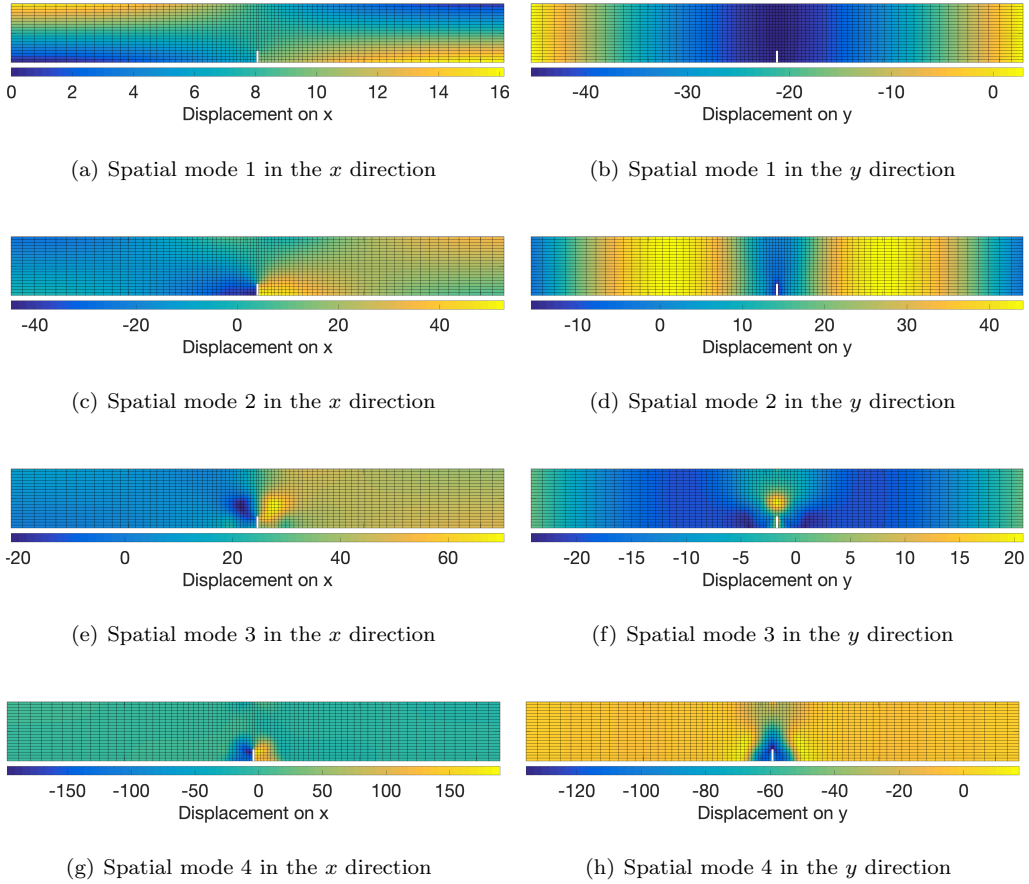 0 2 4 6 8 10 12 14 16
Displacement on x
(a) Spatial mode 1 in the x direction
-40 -30 -20 -10 0
Displacement on y
(b) Spatial mode 1 in the y direction
-40 -20 0 20 40
Displacement on x
(c) Spatial mode 2 in the x direction
-10 0 10 20 30 40
Displacement on y
(d) Spatial mode 2 in the y direction
-20 0 20 40 60
Displacement on x
(e) Spatial mode 3 in the x direction
-20 -15 -10 -5 0 5 10 15 20
Displacement on y
(f) Spatial mode 3 in the y direction
-150 -100 -50 0 50 100 150
Displacement on x
(g) Spatial mode 4 in the x direction
-120 -100 -80 -60 -40 -20 0
Displacement on y
(h) Spatial mode 4 in the y direction